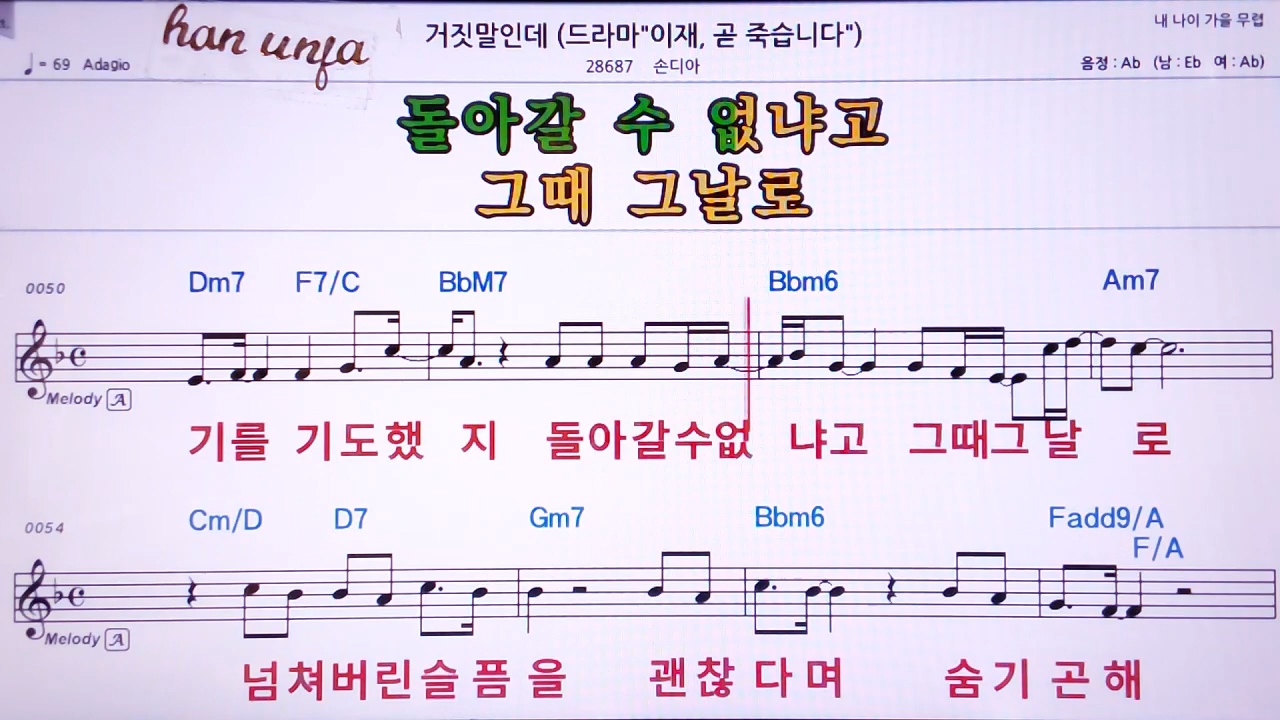 han unfa
거짓말인데 (드라마"이재, 곧 죽습니다")
28687 손디아
내 나이 가을 무렵
♩= 69 Adagio
음정 : Ab (남 : Eb 여 : Ab)
돌아갈 수 없냐고
그때 그날로
0050
Dm7 F7/C BbM7 Bbm6 Am7
Melody A
기를 기도했 지 돌아갈수없 냐고 그때그 날 로
0054
Cm/D D7 Gm7 Bbm6 Fadd9/A
F/A
Melody A
넘쳐버린슬픔을 괜찮다며 숨기곤해